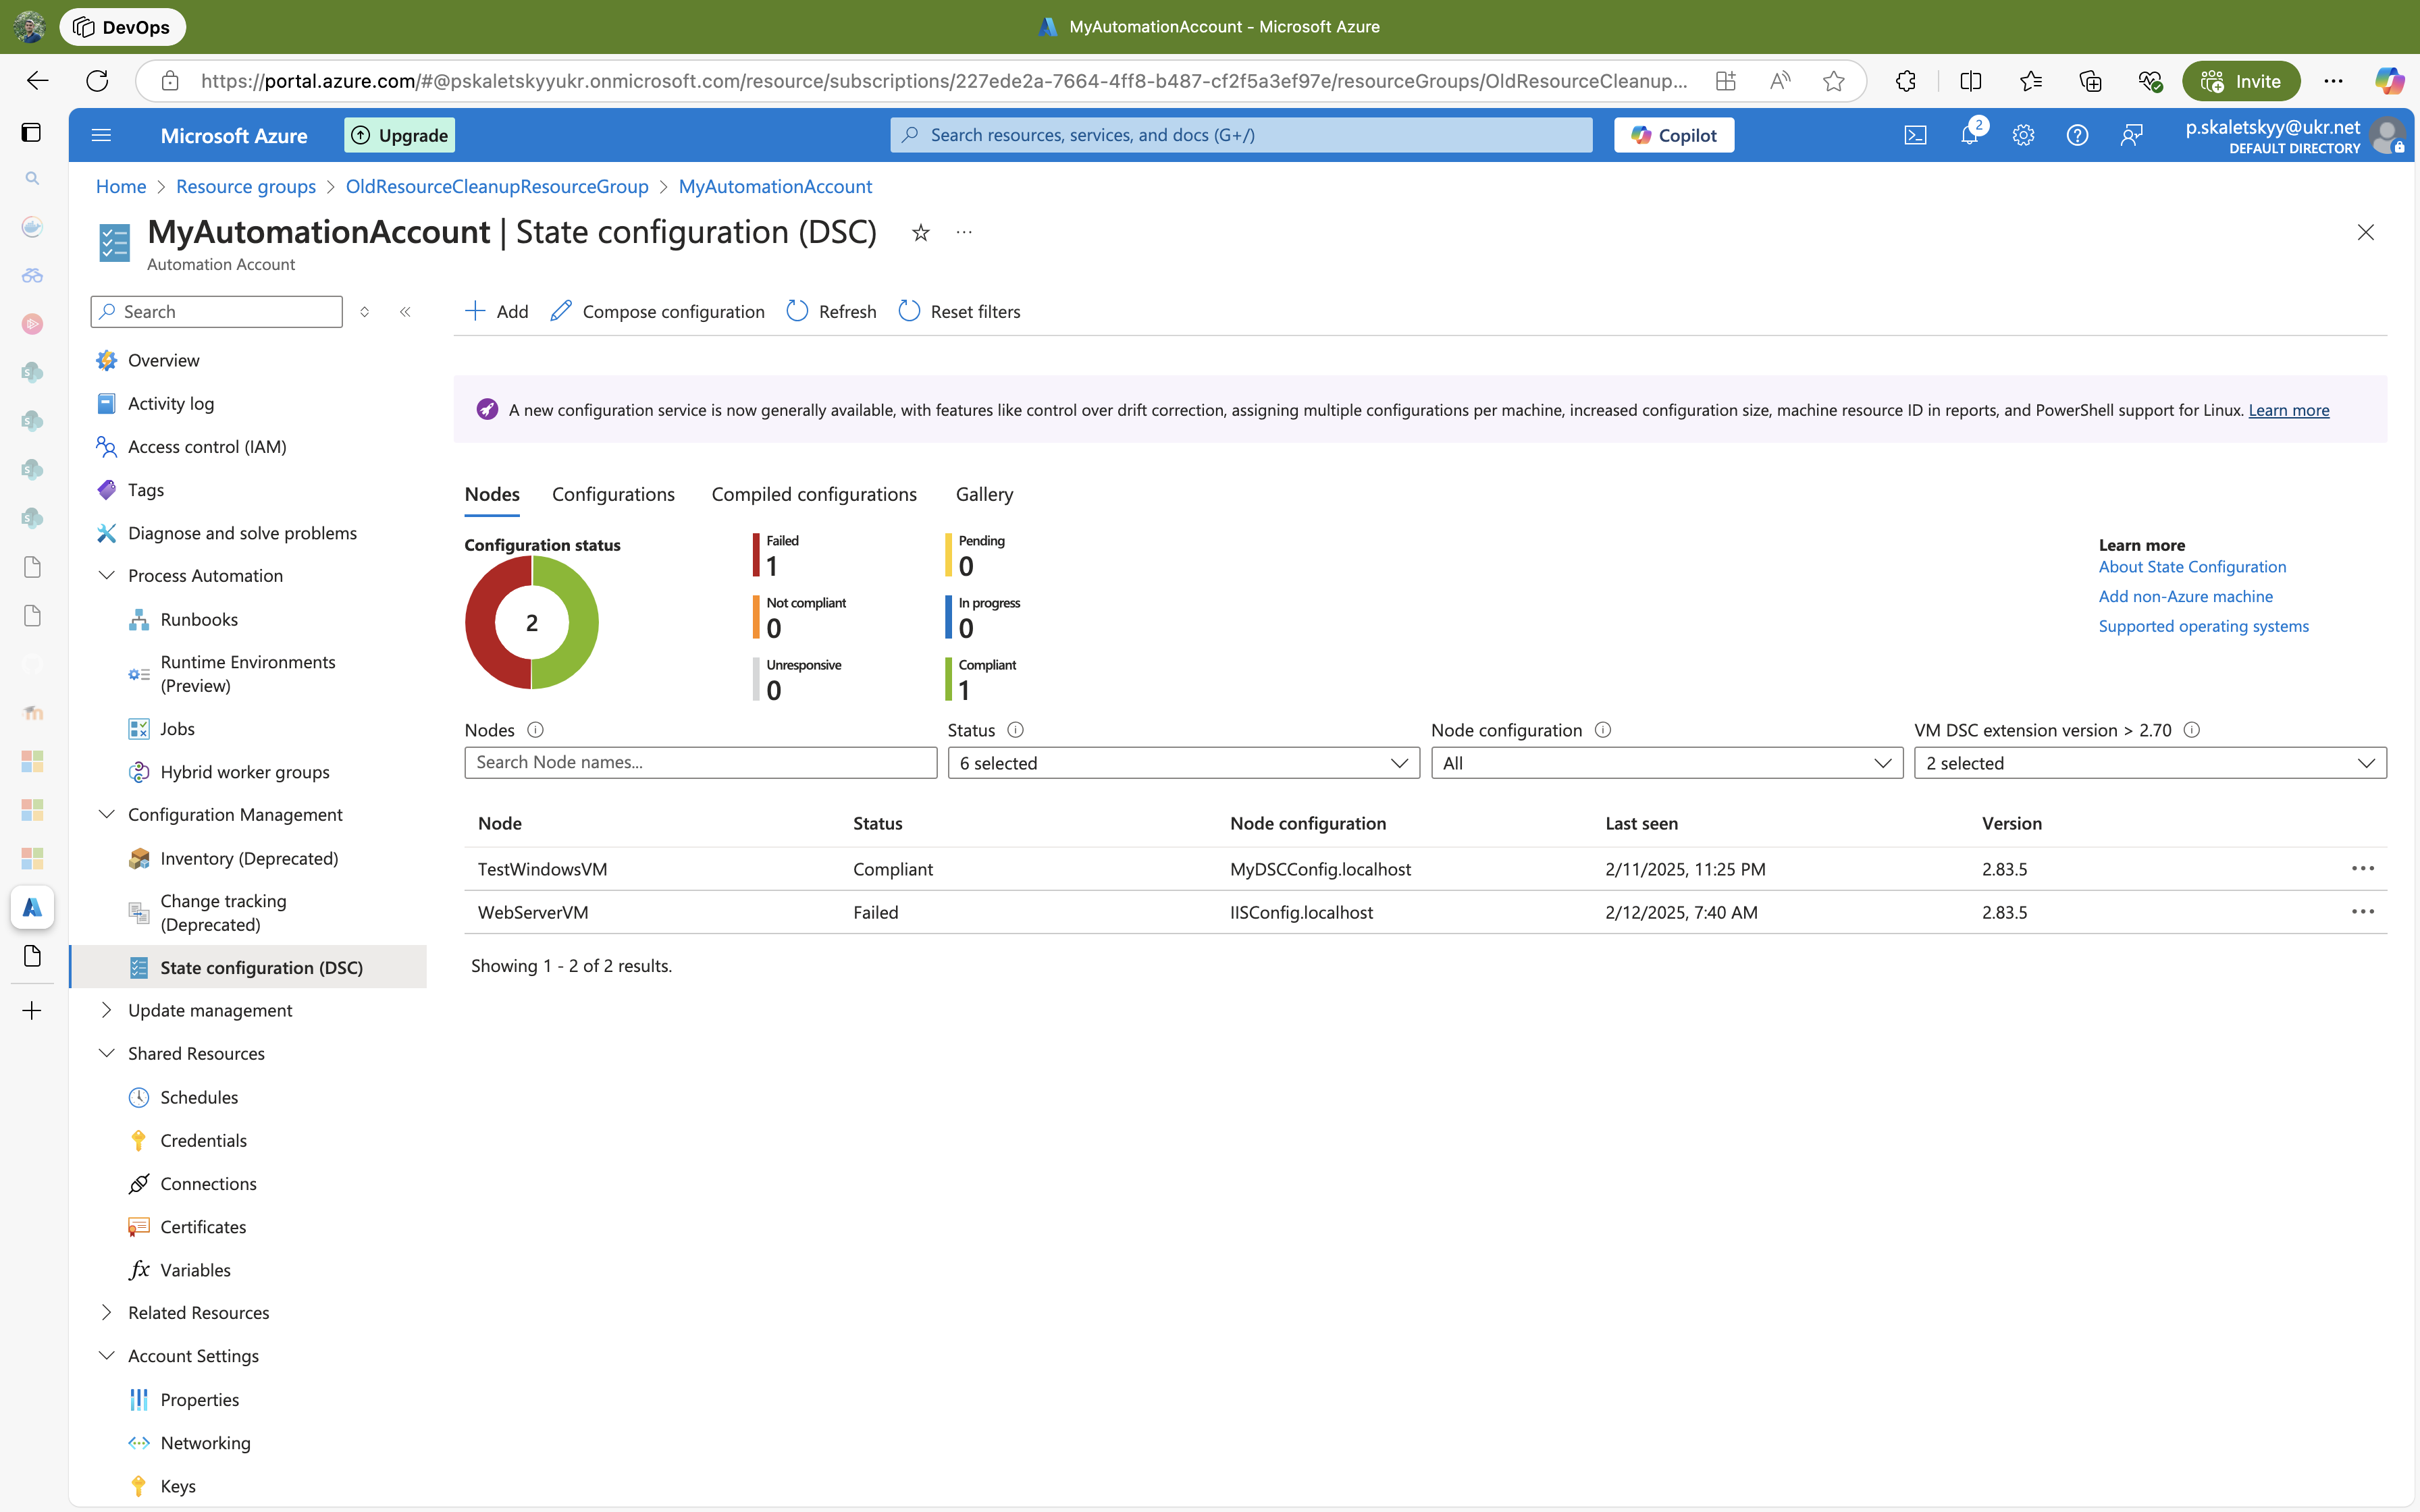 DevOps
MyAutomationAccount - Microsoft Azure
https://portal.azure.com/#@pskaletskyyukr.onmicrosoft.com/resource/subscriptions/227ede2a-7664-4ff8-b487-cf2f5a3ef97e/resourceGroups/OldResourceCleanup...
Invite
Microsoft Azure
Upgrade
Search resources, services, and docs (G+/)
Copilot
2
p.skaletskyy@ukr.net
DEFAULT DIRECTORY
Home > Resource groups > OldResourceCleanupResourceGroup > MyAutomationAccount
MyAutomationAccount | State configuration (DSC)
Automation Account
Search
Overview
Activity log
Access control (IAM)
Tags
Diagnose and solve problems
Process Automation
Runbooks
Runtime Environments
(Preview)
Jobs
Hybrid worker groups
Configuration Management
Inventory (Deprecated)
Change tracking
(Deprecated)
State configuration (DSC)
Update management
Shared Resources
Schedules
Credentials
Connections
Certificates
Variables
Related Resources
Account Settings
Properties
Networking
Keys
Add
Compose configuration
Refresh
Reset filters
A new configuration service is now generally available, with features like control over drift correction, assigning multiple configurations per machine, increased configuration size, machine resource ID in reports, and PowerShell support for Linux. Learn more
Nodes
Configurations
Compiled configurations
Gallery
Configuration status
2
Failed
1
Pending
0
Not compliant
0
In progress
0
Unresponsive
0
Compliant
1
Learn more
About State Configuration
Add non-Azure machine
Supported operating systems
Nodes
Search Node names...
Status
6 selected
Node configuration
All
VM DSC extension version > 2.70
2 selected
Node Status Node configuration Last seen Version
TestWindowsVM Compliant MyDSCConfig.localhost 2/11/2025, 11:25 PM 2.83.5
WebServerVM Failed IISConfig.localhost 2/12/2025, 7:40 AM 2.83.5
Showing 1 - 2 of 2 results.